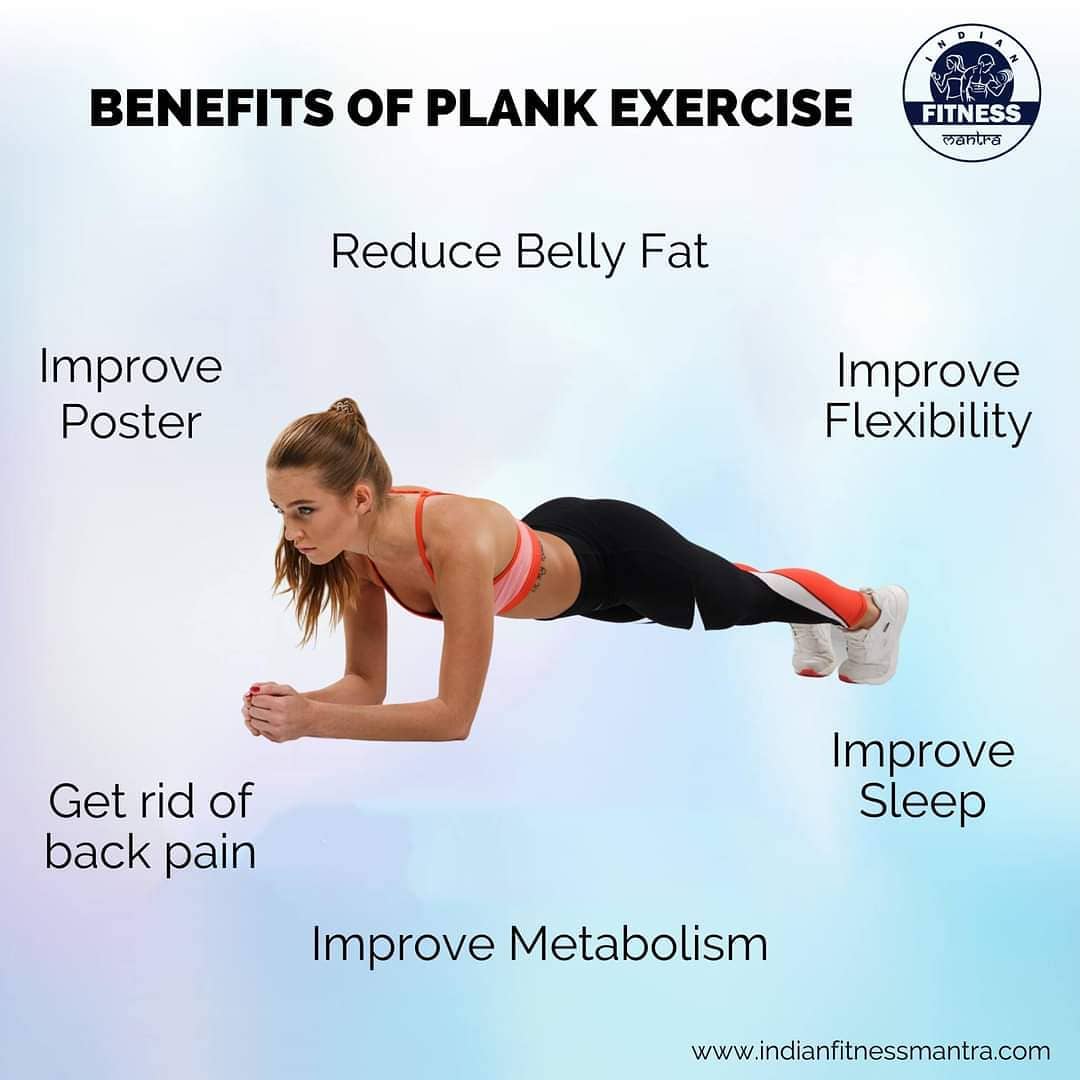 BENEFITS OF PLANK EXERCISE
INDIAN
FITNESS
mantra
Reduce Belly Fat
Improve
Poster
Improve
Flexibility
Improve
Sleep
Get rid of
back pain
Improve Metabolism
www.indianfitnessmantra.com